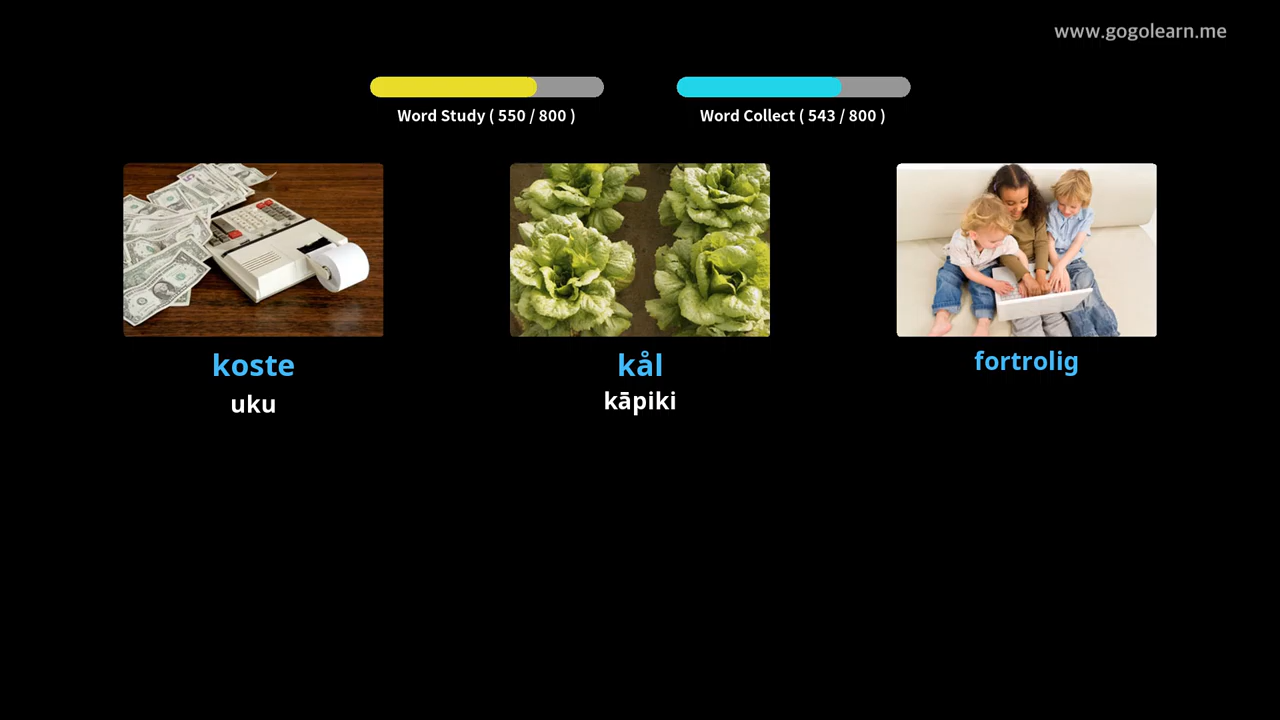 www.gogolearn.me
Word Study ( 550 / 800 )
Word Collect ( 543 / 800 )
koste
uku
kål
kāpiki
fortrolig